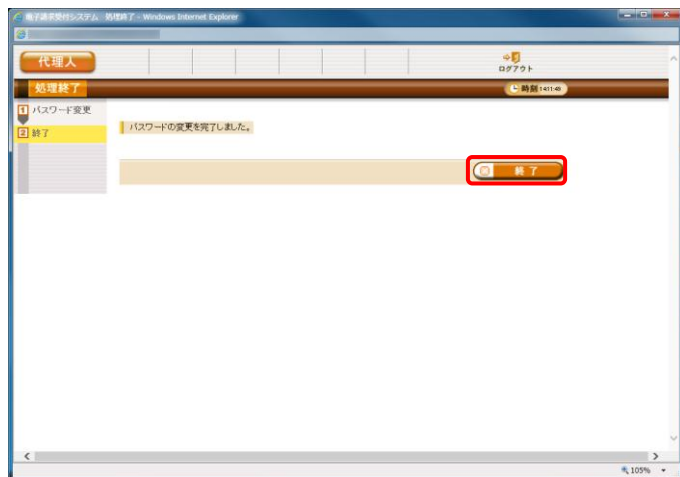 電子請求受付システム 処理終了 - Windows Internet Explorer
代理人
ログアウト
処理終了
時刻 14:11:49
1 パスワード変更
2 終了
パスワードの変更を完了しました。
終了
105%